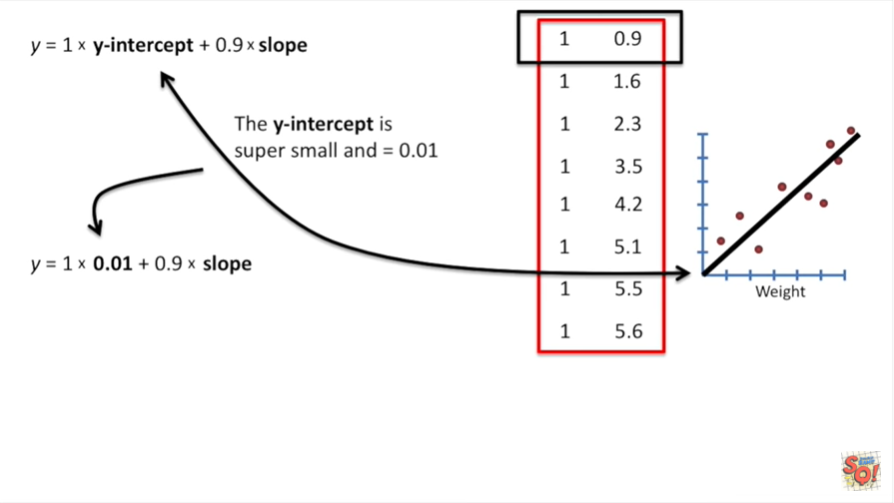 y = 1 × y-intercept + 0.9 × slope
The y-intercept is
super small and = 0.01
y = 1 × 0.01 + 0.9 × slope
1 0.9
1 1.6
1 2.3
1 3.5
1 4.2
1 5.1
1 5.5
1 5.6
Weight